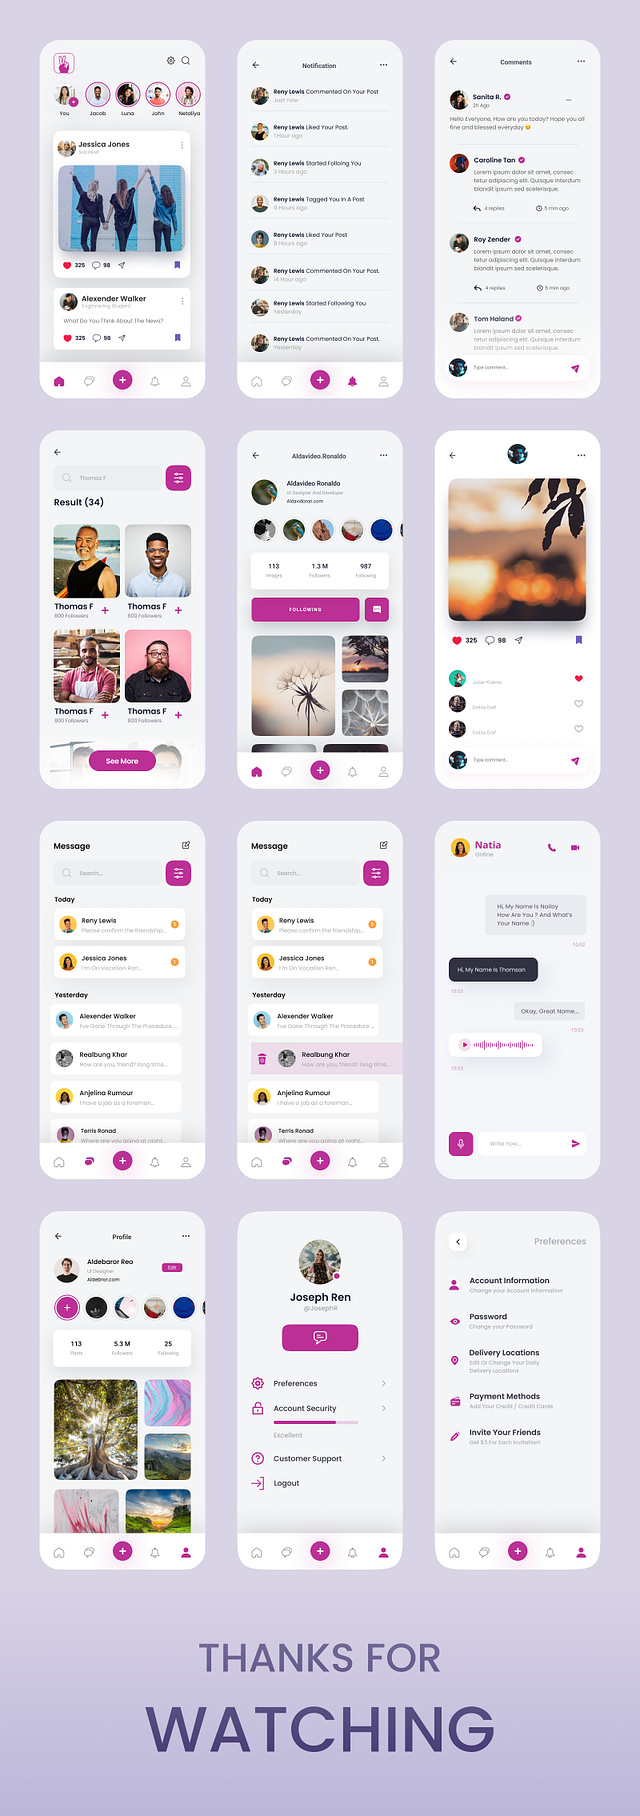 You
Jacob
Luna
John
Nataliya
Jessica Jones
325
98
Alexender Walker
Engineering Student
What Do You Think About The News?
325
98
Notification
Reny Lewis Commented On Your Post
Just now
Reny Lewis Liked Your Post.
1 Hour ago
Reny Lewis Started Folloing You
3 Hours ago
Reny Lewis Tagged You In A Post
6 Hours ago
Reny Lewis Liked Your Post
8 Hours ago
Reny Lewis Commented On Your Post.
14 Hour ago
Reny Lewis Started Following You
Yesterday
Reny Lewis Commented On Your Post.
Yesterday
Comments
Sanita R.
2h Ago
Hello Everyone, How are you today? Hope you all
fine and blessed everyday
Caroline Tan
Lorem ipsum dolor sit amet, consec
tetur adipiscing elit. Quisque interdum
blandit ipsum sed scelerisque.
4 replies
5 min ago
Roy Zender
Lorem ipsum dolor sit amet, consec
tetur adipiscing elit. Quisque interdum
blandit ipsum sed scelerisque.
4 replies
5 min ago
Tom Haland
Lorem ipsum dolor sit amet, consec
tetur adipiscing elit. Quisque interdum
blandit ipsum sed scelerisque.
Type comment..
Thomas F
Result (34)
Thomas F
800 Followers
Thomas F
800 Followers
Thomas F
800 Followers
Thomas F
800 Followers
See More
Aldavideo.Ronaldo
Aldavideo Ronaldo
UI Designer And Developer
Aldavidoron.com
113
1.3 M
987
Images
Followers
Following
FOLLOWING
325
98
Julian Kramer
Celina Graf
Celina Graf
Type comment..
Message
Search...
Today
Reny Lewis
Please confirm the friendship...
Jessica Jones
I'm On Vacation Ron...
Yesterday
Alexender Walker
I've Gone Through The Procedure ...
Realbung Khar
How are you, friend? long time...
Anjelina Rumour
I have a job as a foreman...
Terris Ronad
Where are you going at night...
Message
Search...
Today
Reny Lewis
Please confirm the friendship...
Jessica Jones
I'm On Vacation Ron...
Yesterday
Alexender Walker
I've Gone Through The Procedure ...
Realbung Khar
How are you, friend? long time...
Anjelina Rumour
I have a job as a foreman...
Terris Ronad
Where are you going at night...
Natia
Online
Hi, My Name Is Nailoy
How Are You ? And What's
Your Name :)
10:52
Hi, My Name Is Thomsan
10:53
OKay, Great Name...
10:53
10:53
Write now...
Profile
Aldebaror Reo
UI Designer
Aldebror.com
Edit
113
5.3 M
25
Posts
Followers
Following
Joseph Ren
@JosephR
Preferences
Account Security
Excellent
Customer Support
Logout
Preferences
Account Information
Change your Account Information
Password
Change your Password
Delivery Locations
Edit Or Change Your Daily
Delivery Locations
Payment Methods
Add Your Credit / Credit Cards
Invite Your Friends
Get $3 For Each Invitation!
THANKS FOR
WATCHING